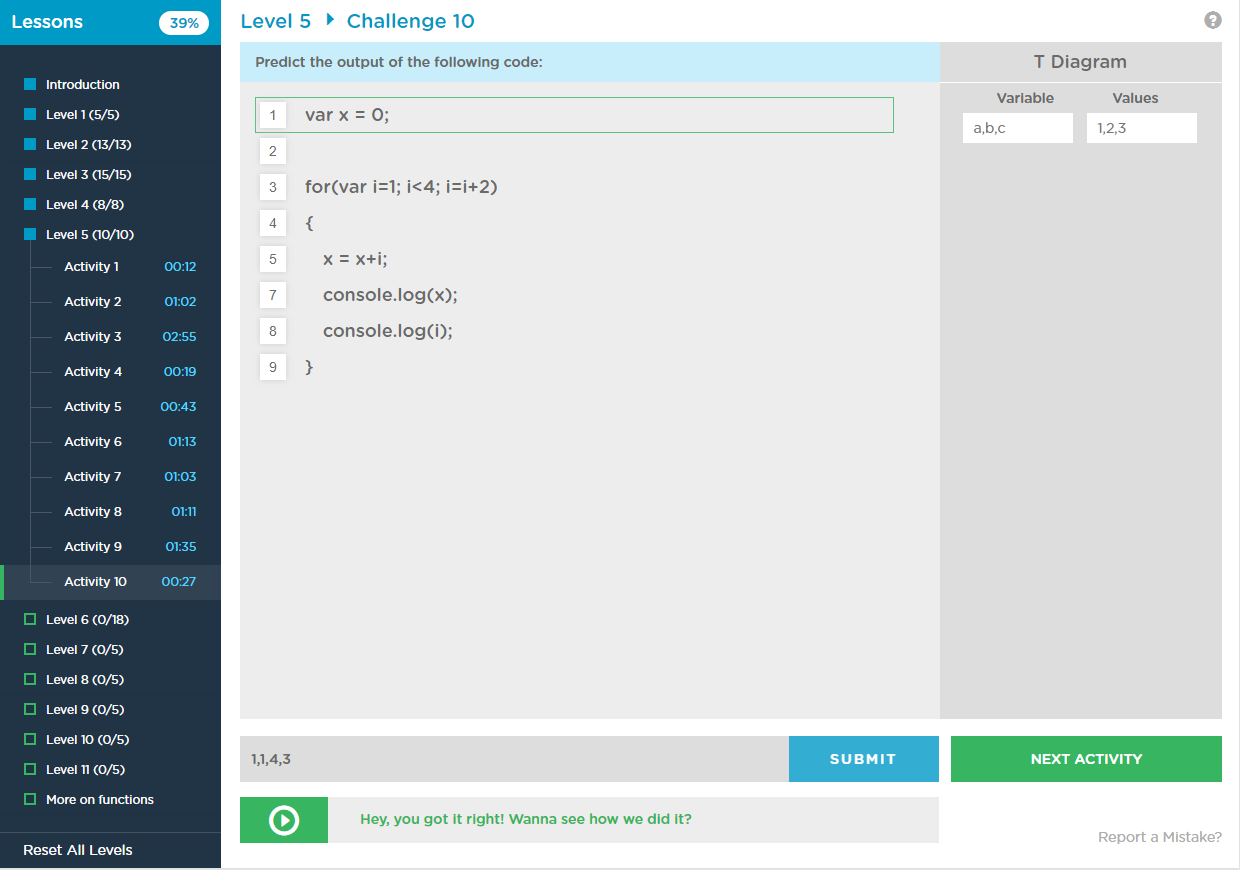 Lessons
39%
Introduction
Level 1 (5/5)
Level 2 (13/13)
Level 3 (15/15)
Level 4 (8/8)
Level 5 (10/10)
Activity 1 00:12
Activity 2 01:02
Activity 3 02:55
Activity 4 00:19
Activity 5 00:43
Activity 6 01:13
Activity 7 01:03
Activity 8 01:11
Activity 9 01:35
Activity 10 00:27
Level 6 (0/18)
Level 7 (0/5)
Level 8 (0/5)
Level 9 (0/5)
Level 10 (0/5)
Level 11 (0/5)
More on functions
Reset All Levels
Level 5 Challenge 10
?
Predict the output of the following code:
1 var x = 0;
2
3 for(var i=1; i<4; i=i+2)
4 {
5 x = x+i;
7 console.log(x);
8 console.log(i);
9 }
T Diagram
Variable Values
a,b,c 1,2,3
1,1,4,3
SUBMIT
NEXT ACTIVITY
Hey, you got it right! Wanna see how we did it?
Report a Mistake?